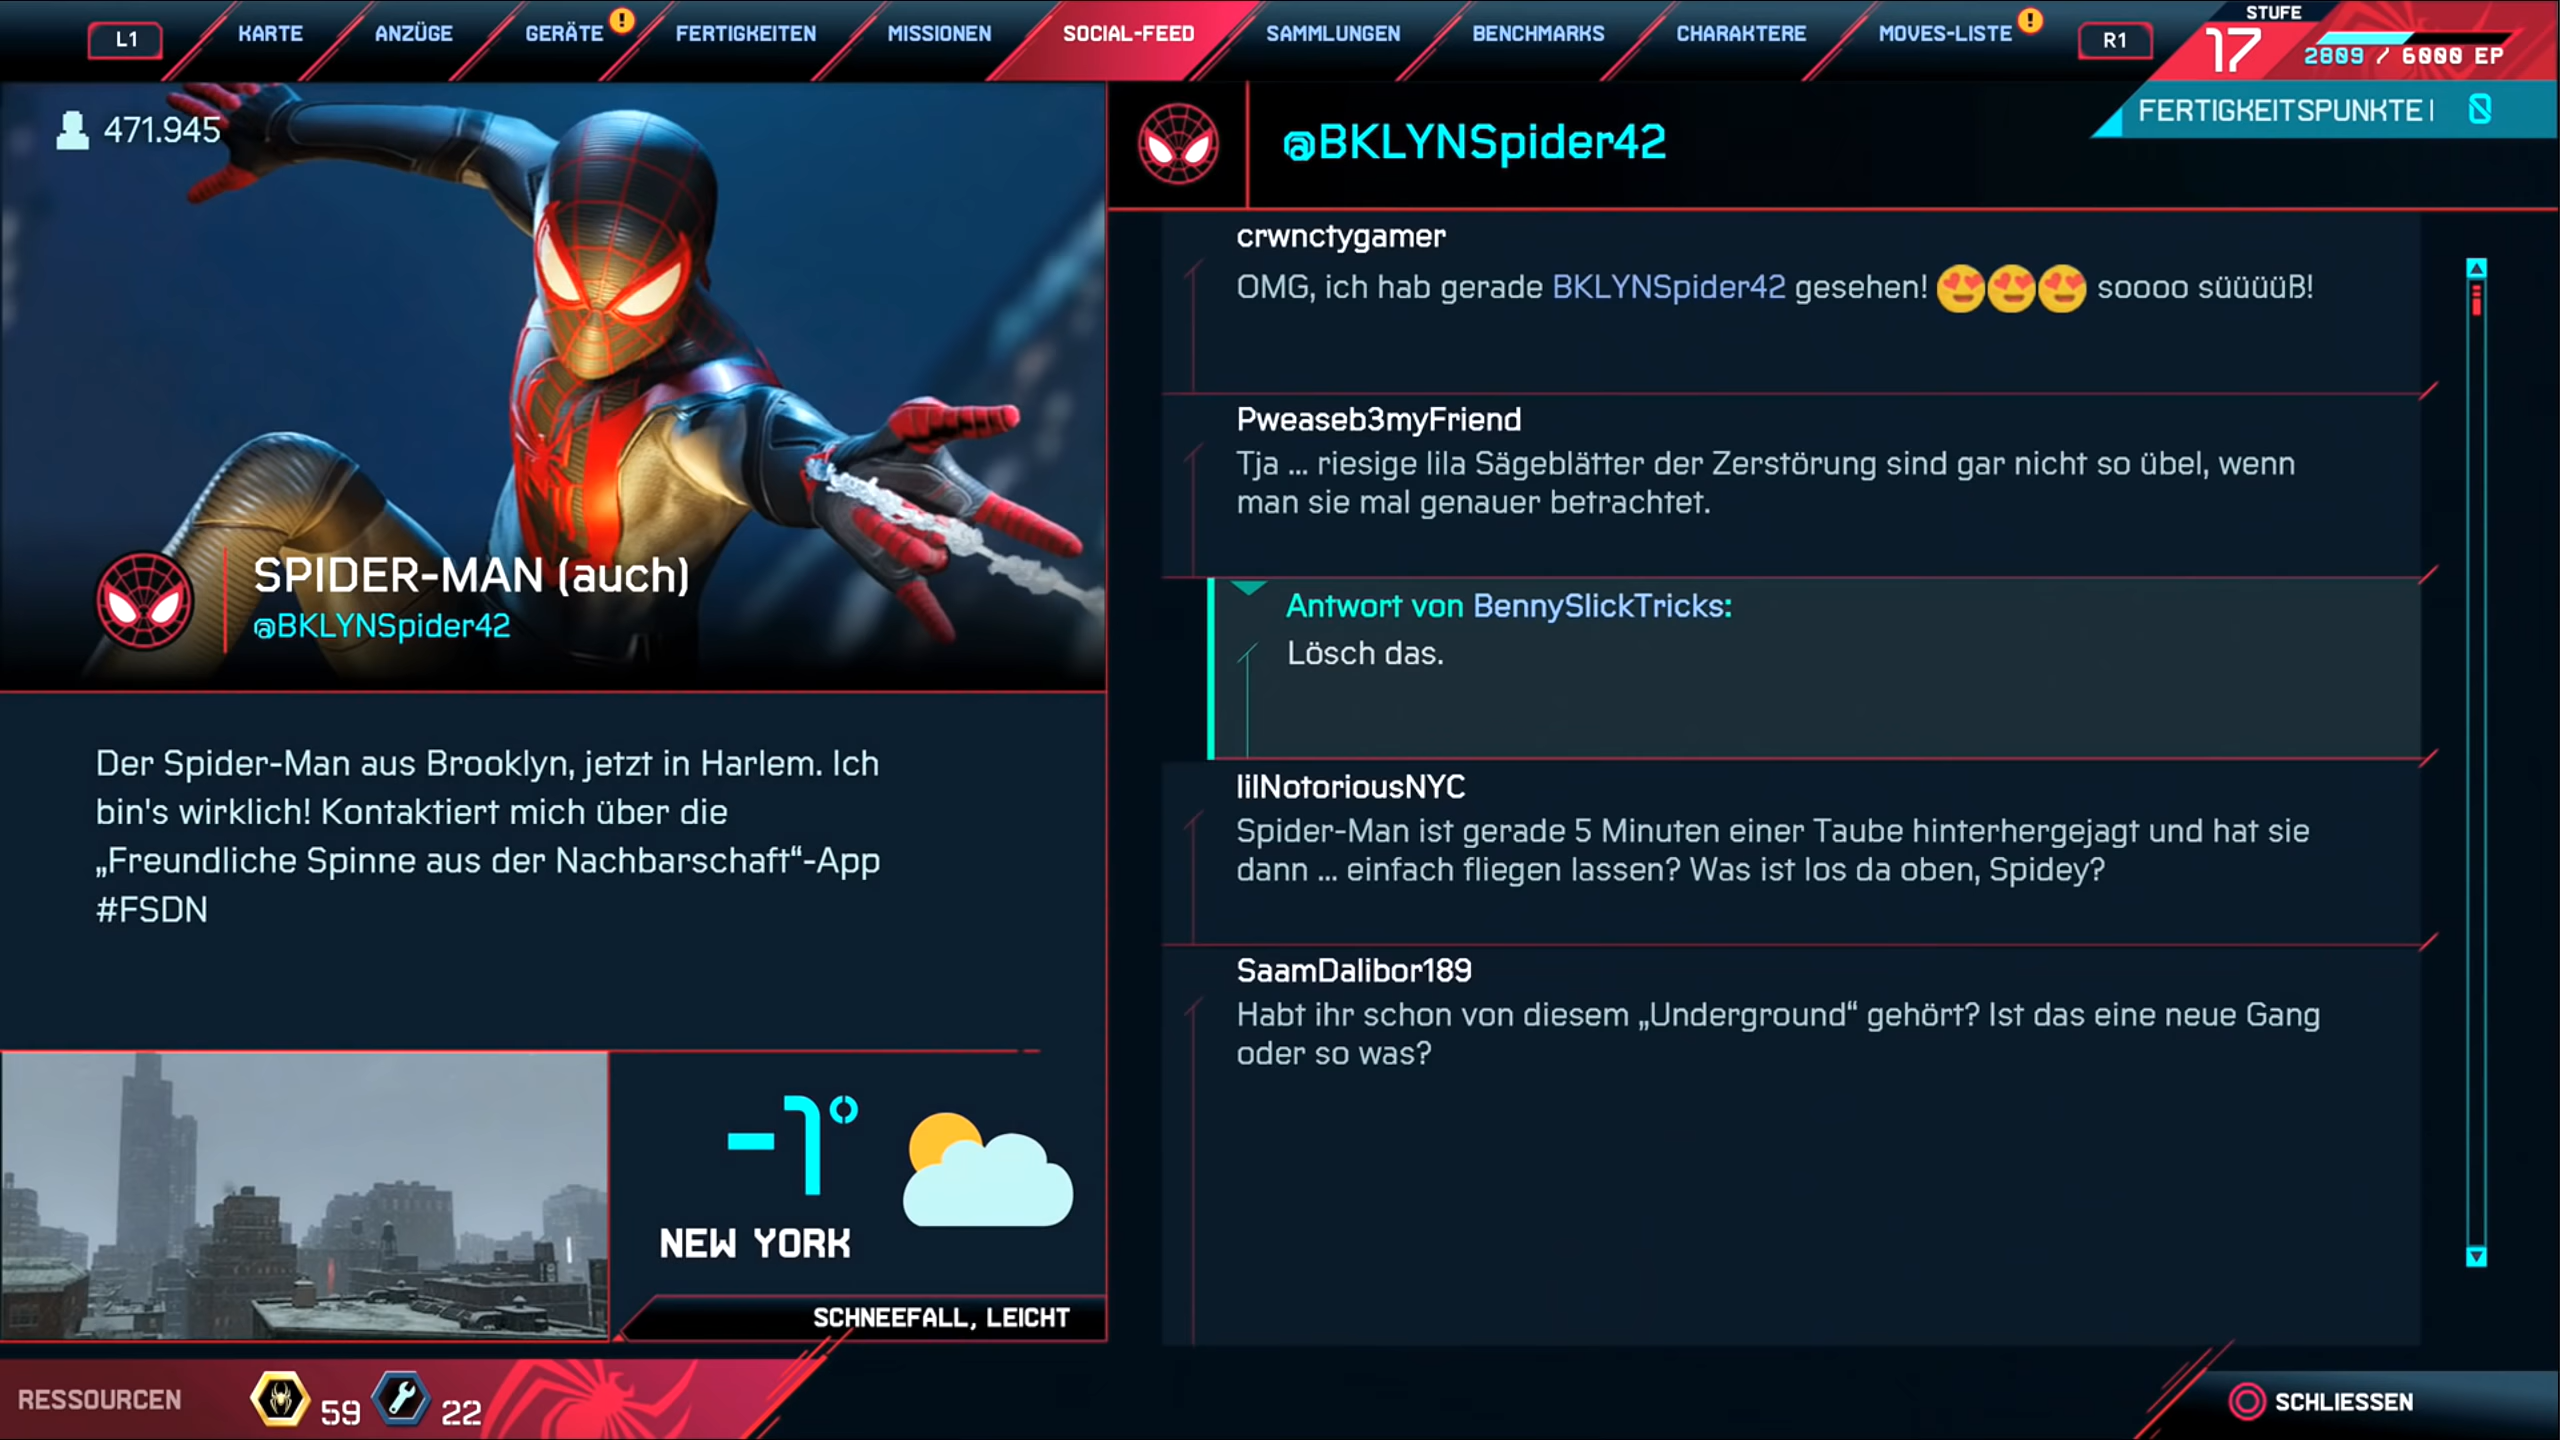 L1
KARTE
ANZÜGE
GERÄTE
!
FERTIGKEITEN
MISSIONEN
SOCIAL-FEED
SAMMLUNGEN
BENCHMARKS
CHARAKTERE
MOVES-LISTE
!
R1
STUFE
17
2809 / 6000 EP
FERTIGKEITSPUNKTE | 0
471.945
SPIDER-MAN (auch)
@BKLYNSpider42
Der Spider-Man aus Brooklyn, jetzt in Harlem. Ich
bin's wirklich! Kontaktiert mich über die
„Freundliche Spinne aus der Nachbarschaft“-App
#FSDN
-1°
NEW YORK
SCHNEEFALL, LEICHT
@BKLYNSpider42
crwnctygamer
OMG, ich hab gerade BKLYNSpider42 gesehen! 😍😍😍 soooo süüüüß!
Pweaseb3myFriend
Tja ... riesige lila Sägeblätter der Zerstörung sind gar nicht so übel, wenn
man sie mal genauer betrachtet.
Antwort von BennySlickTricks:
Lösch das.
lilNotoriousNYC
Spider-Man ist gerade 5 Minuten einer Taube hinterhergejagt und hat sie
dann ... einfach fliegen lassen? Was ist los da oben, Spidey?
SaamDalibor189
Habt ihr schon von diesem „Underground“ gehört? Ist das eine neue Gang
oder so was?
RESSOURCEN
59
22
SCHLIESSEN